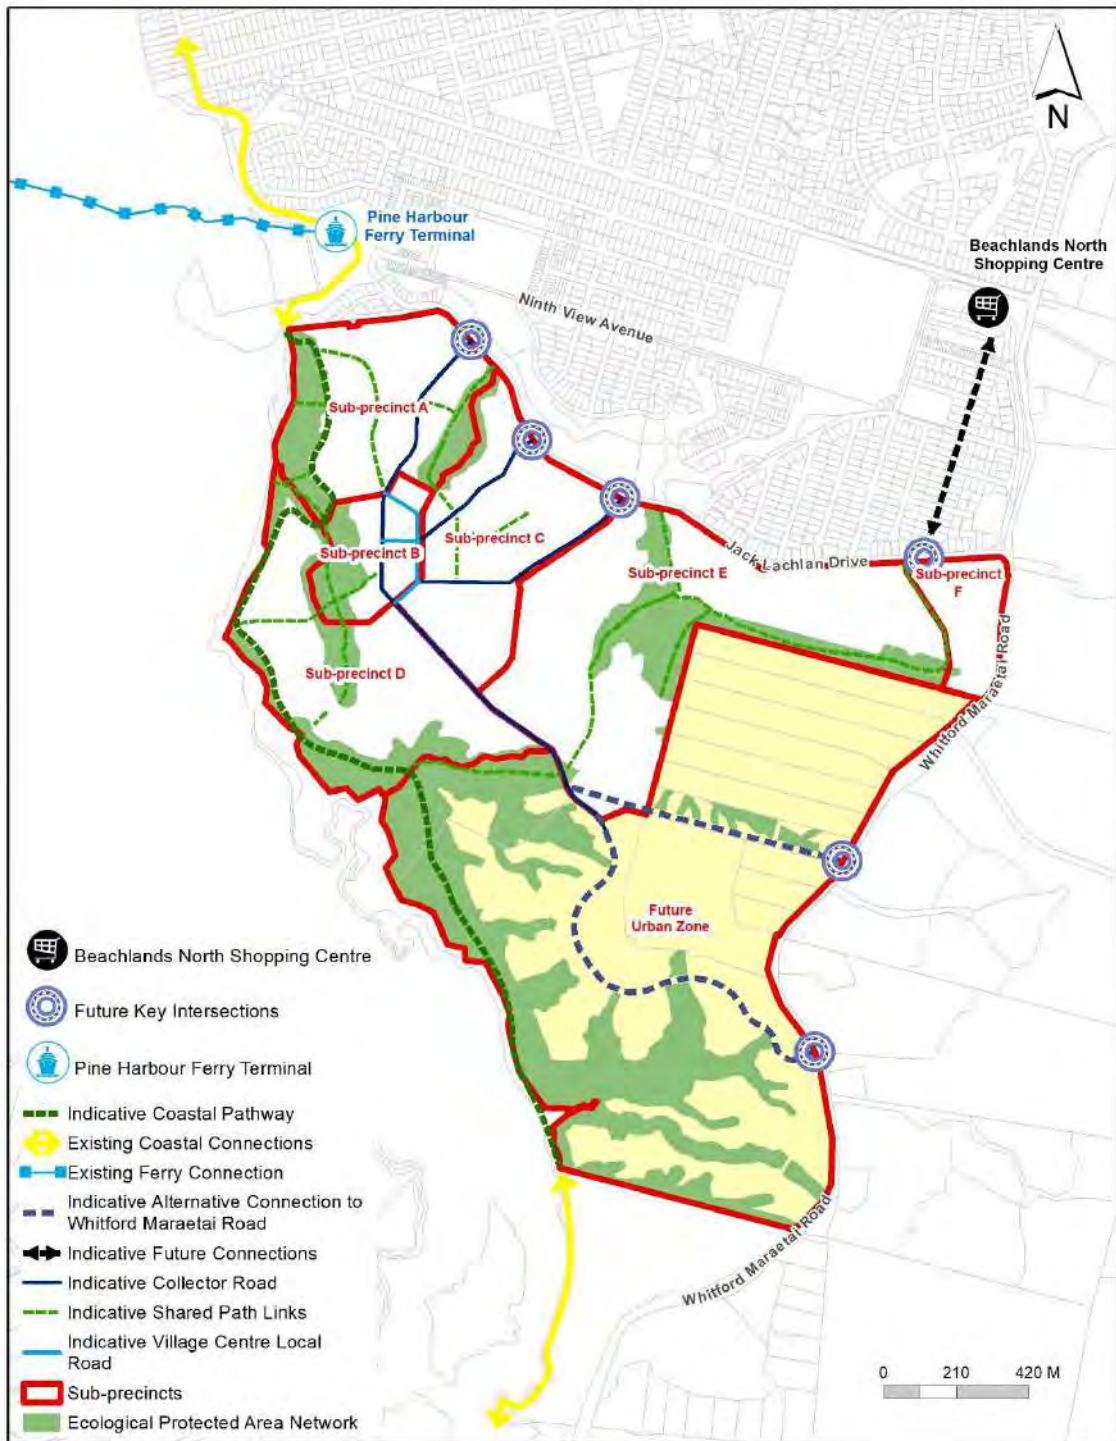 N
Pine Harbour
Ferry Terminal
Beachlands North
Shopping Centre
Ninth View Avenue
Sub-precinct A
Sub-precinct B
Sub-precinct C
Jack Lachlan Drive
Sub-precinct E
Sub-precinct
F
Sub-precinct D
Whitford Maraetai Road
Future
Urban Zone
Whitford Maraetai Road
Beachlands North Shopping Centre
Future Key Intersections
Pine Harbour Ferry Terminal
Indicative Coastal Pathway
Existing Coastal Connections
Existing Ferry Connection
Indicative Alternative Connection to
Whitford Maraetai Road
Indicative Future Connections
Indicative Collector Road
Indicative Shared Path Links
Indicative Village Centre Local
Road
Sub-precincts
Ecological Protected Area Network
0 210 420 M